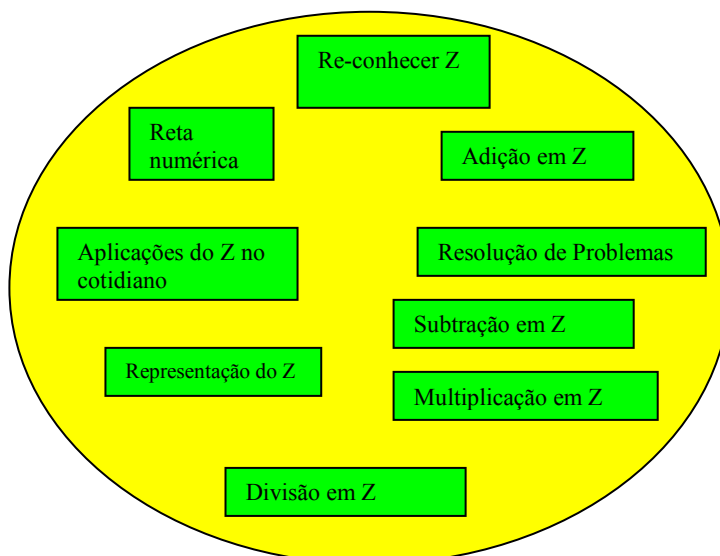 Re-conhecer Z
Reta
numérica
Adição em Z
Aplicações do Z no
cotidiano
Resolução de Problemas
Subtração em Z
Representação do Z
Multiplicação em Z
Divisão em Z